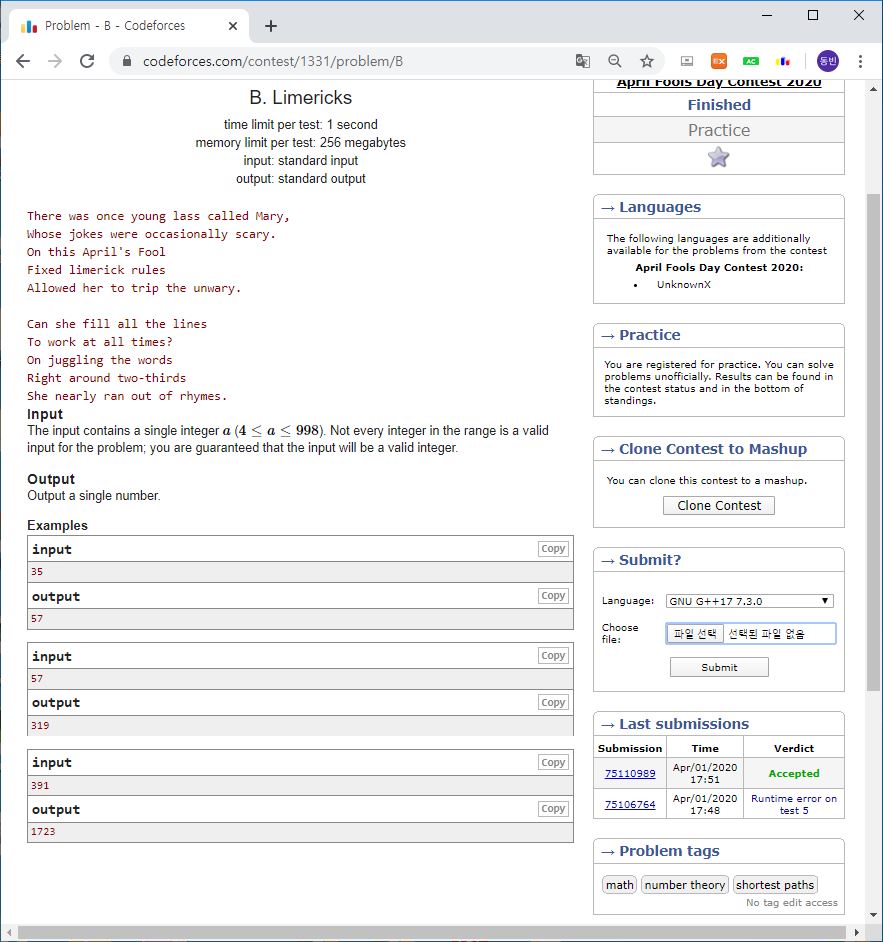 Problem - B - Codeforces
codeforces.com/contest/1331/problem/B
동빈
B. Limericks
time limit per test: 1 second
memory limit per test: 256 megabytes
input: standard input
output: standard output
There was once young lass called Mary,
Whose jokes were occasionally scary.
On this April's Fool
Fixed limerick rules
Allowed her to trip the unwary.
Can she fill all the lines
To work at all times?
On juggling the words
Right around two-thirds
She nearly ran out of rhymes.
Input
The input contains a single integer a (4 ≤ a ≤ 998). Not every integer in the range is a valid
input for the problem; you are guaranteed that the input will be a valid integer.
Output
Output a single number.
Examples
input
Copy
35
output
Copy
57
input
Copy
57
output
Copy
319
input
Copy
391
output
Copy
1723
April Fools Day Contest 2020
Finished
Practice
→ Languages
The following languages are additionally
available for the problems from the contest
April Fools Day Contest 2020:
• UnknownX
→ Practice
You are registered for practice. You can solve
problems unofficially. Results can be found in
the contest status and in the bottom of
standings.
→ Clone Contest to Mashup
You can clone this contest to a mashup.
Clone Contest
→ Submit?
Language: GNU G++17 7.3.0
Choose
file:
파일 선택 선택된 파일 없음
Submit
→ Last submissions
Submission Time Verdict
75110989 Apr/01/2020 17:51 Accepted
75106764 Apr/01/2020 17:48 Runtime error on test 5
→ Problem tags
math number theory shortest paths
No tag edit access